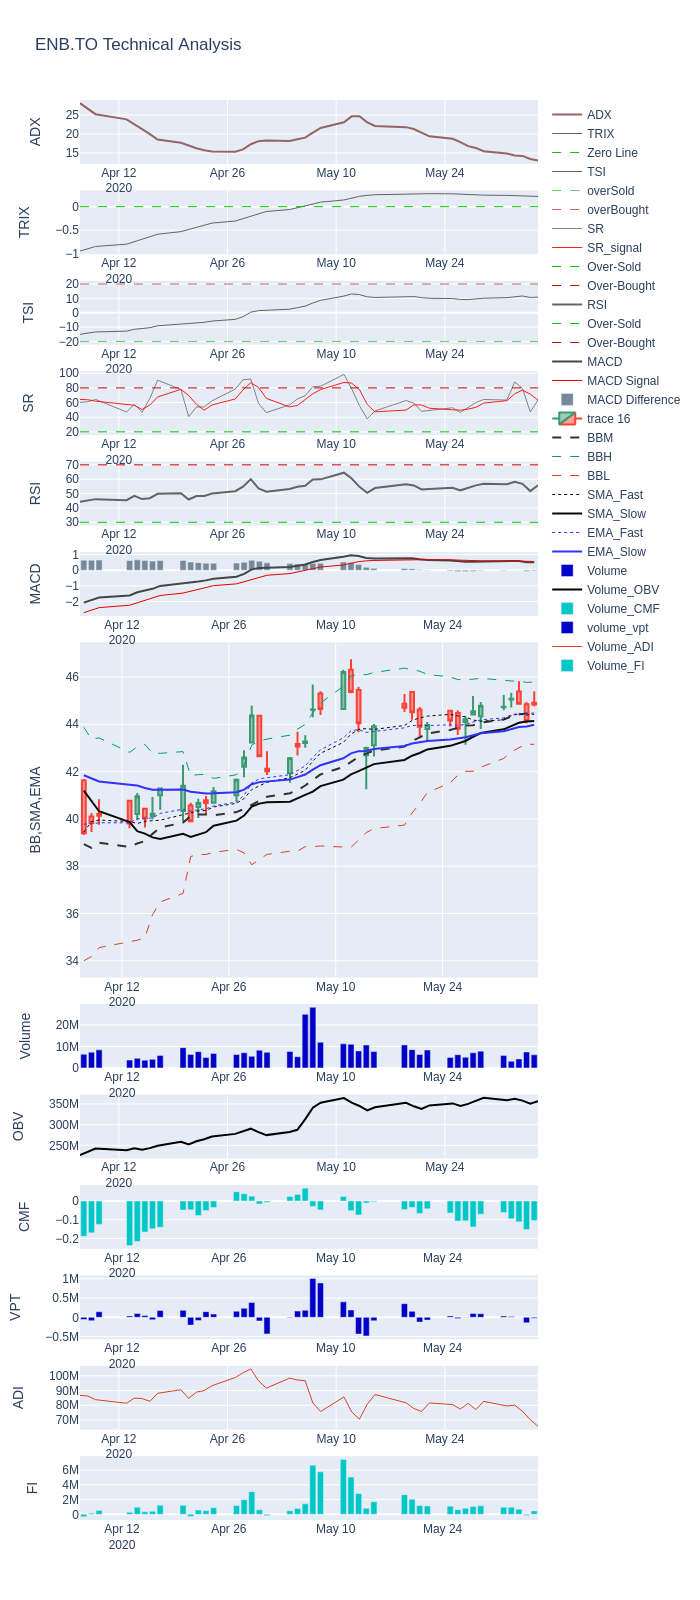 ENB.TO Technical Analysis
ADX
25
20
15
Apr 12
2020
Apr 26
May 10
May 24
TRIX
0
−0.5
−1
Apr 12
2020
Apr 26
May 10
May 24
TSI
20
10
0
−10
−20
Apr 12
2020
Apr 26
May 10
May 24
SR
100
80
60
40
20
Apr 12
2020
Apr 26
May 10
May 24
RSI
70
60
50
40
30
Apr 12
2020
Apr 26
May 10
May 24
MACD
1
0
−1
−2
Apr 12
2020
Apr 26
May 10
May 24
BB,SMA,EMA
46
44
42
40
38
36
34
Apr 12
2020
Apr 26
May 10
May 24
Volume
20M
10M
0
Apr 12
2020
Apr 26
May 10
May 24
OBV
350M
300M
250M
Apr 12
2020
Apr 26
May 10
May 24
CMF
0
−0.1
−0.2
Apr 12
2020
Apr 26
May 10
May 24
VPT
1M
0.5M
0
−0.5M
Apr 12
2020
Apr 26
May 10
May 24
ADI
100M
90M
80M
70M
Apr 12
2020
Apr 26
May 10
May 24
FI
6M
4M
2M
0
Apr 12
2020
Apr 26
May 10
May 24
ADX
TRIX
Zero Line
TSI
overSold
overBought
SR
SR_signal
Over-Sold
Over-Bought
RSI
Over-Sold
Over-Bought
MACD
MACD Signal
MACD Difference
trace 16
BBM
BBH
BBL
SMA_Fast
SMA_Slow
EMA_Fast
EMA_Slow
Volume
Volume_OBV
Volume_CMF
volume_vpt
Volume_ADI
Volume_FI